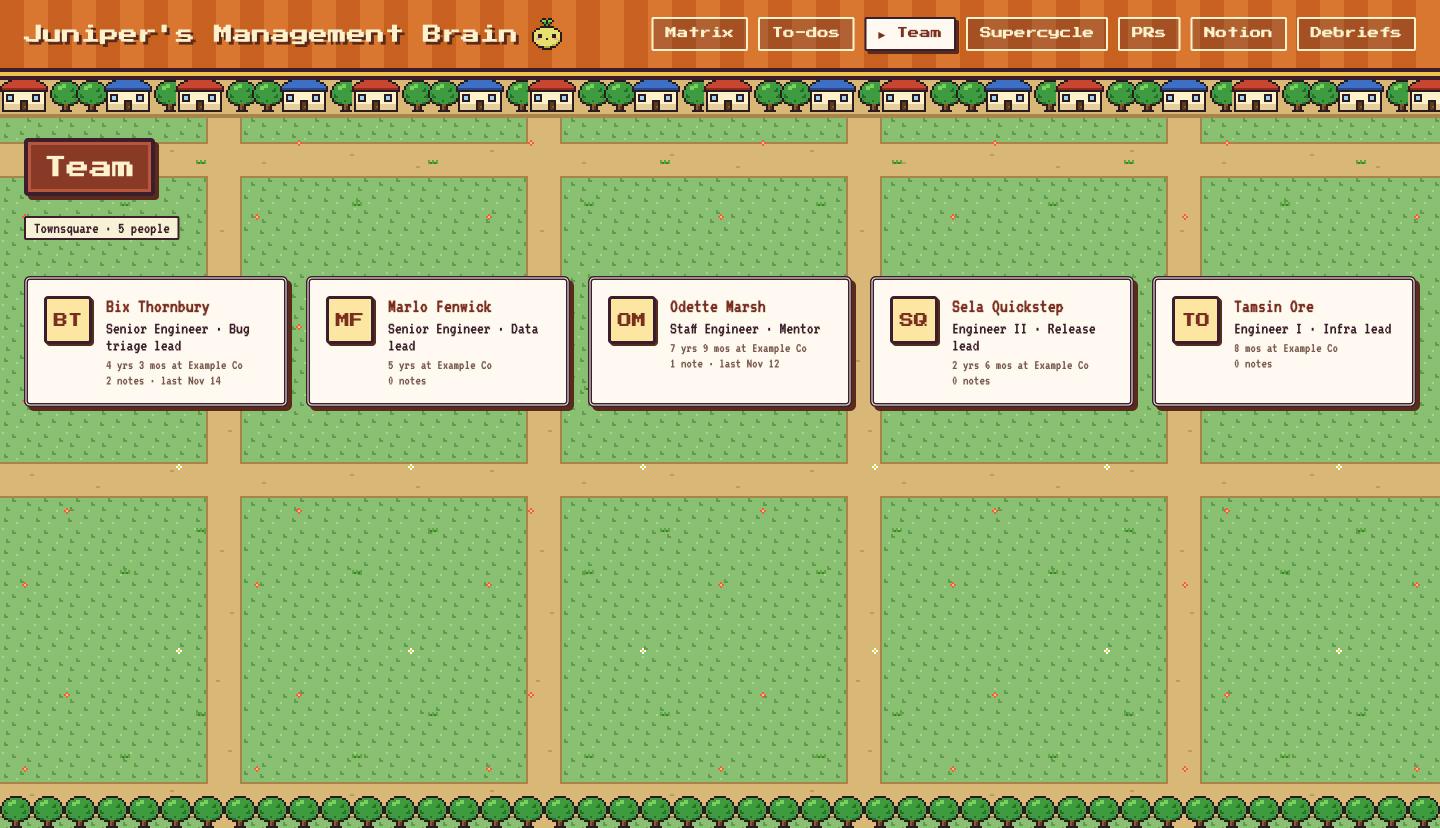 Juniper's Management Brain
Matrix
To-dos
▸ Team
Supercycle
PRs
Notion
Debriefs
Team
Townsquare · 5 people
BT
Bix Thornbury
Senior Engineer · Bug
triage lead
4 yrs 3 mos at Example Co
2 notes · last Nov 14
MF
Marlo Fenwick
Senior Engineer · Data
lead
5 yrs at Example Co
0 notes
OM
Odette Marsh
Staff Engineer · Mentor
7 yrs 9 mos at Example Co
1 note · last Nov 12
SQ
Sela Quickstep
Engineer II · Release
lead
2 yrs 6 mos at Example Co
0 notes
TO
Tamsin Ore
Engineer I · Infra lead
8 mos at Example Co
0 notes